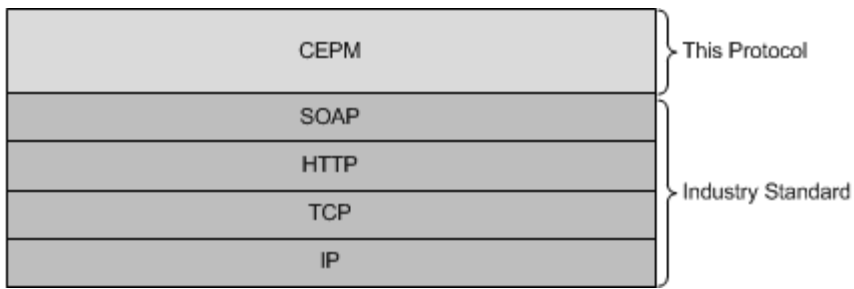 CEPM
This Protocol
SOAP
HTTP
TCP
Industry Standard
IP